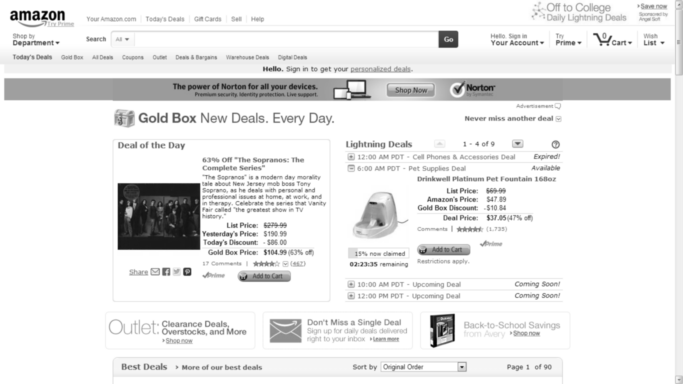 amazon
Try Prime
Your Amazon.com | Today's Deals | Gift Cards | Sell | Help
Off to College
Daily Lightning Deals
Save now
Sponsored by
Angel Soft
Shop by
Department
Search
All
Go
Hello. Sign in
Your Account
Try
Prime
0
Cart
Wish
List
Today's Deals Gold Box All Deals Coupons Outlet Deals & Bargains Warehouse Deals Digital Deals
Hello. Sign in to get your personalized deals.
The power of Norton for all your devices.
Premium security. Identity protection. Live support.
Shop Now
Norton
by Symantec
Advertisement
Gold Box New Deals. Every Day.
Never miss another deal
Deal of the Day
63% Off "The Sopranos: The
Complete Series"
"The Sopranos" is a modern day morality
tale about New Jersey mob boss Tony
Soprano, as he deals with personal and
professional issues at home, at work, and
in therapy. Celebrate the series that Vanity
Fair called "the greatest show in TV
history."
List Price: $279.99
Yesterday's Price: $190.99
Today's Discount: - $86.00
Gold Box Price: $104.99 (63% off)
17 Comments | (467)
Share
Prime
Add to Cart
Lightning Deals
1 - 4 of 9
12:00 AM PDT - Cell Phones & Accessories Deal Expired!
6:00 AM PDT - Pet Supplies Deal Available
Drinkwell Platinum Pet Fountain 168oz
List Price: $69.99
Amazon's Price: $47.89
Gold Box Discount: -$10.84
Deal Price: $37.05 (47% off)
Comments | (1,735)
15% now claimed
02:23:35 remaining
Prime
Add to Cart
Restrictions apply.
10:00 AM PDT - Upcoming Deal Coming Soon!
12:00 PM PDT - Upcoming Deal Coming Soon!
Outlet: Clearance Deals,
Overstocks, and More
Shop now
Don't Miss a Single Deal
Sign up for daily deals delivered
right to your inbox Learn more
Back-to-School Savings
from Avery Shop now
Best Deals More of our best deals
Sort by Original Order
Page 1 of 90